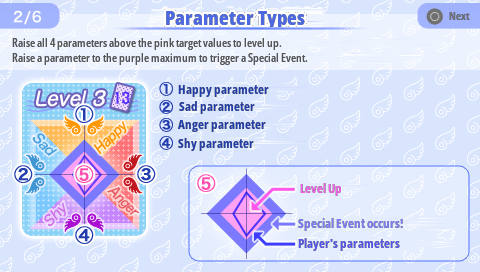 2/6
Parameter Types
Next
Raise all 4 parameters above the pink target values to level up.
Raise a parameter to the purple maximum to trigger a Special Event.
Level 3 13
①
Sad Happy
② ⑤ ③
Shy Anger
④
① Happy parameter
② Sad parameter
③ Anger parameter
④ Shy parameter
⑤
Level Up
Special Event occurs!
Player's parameters